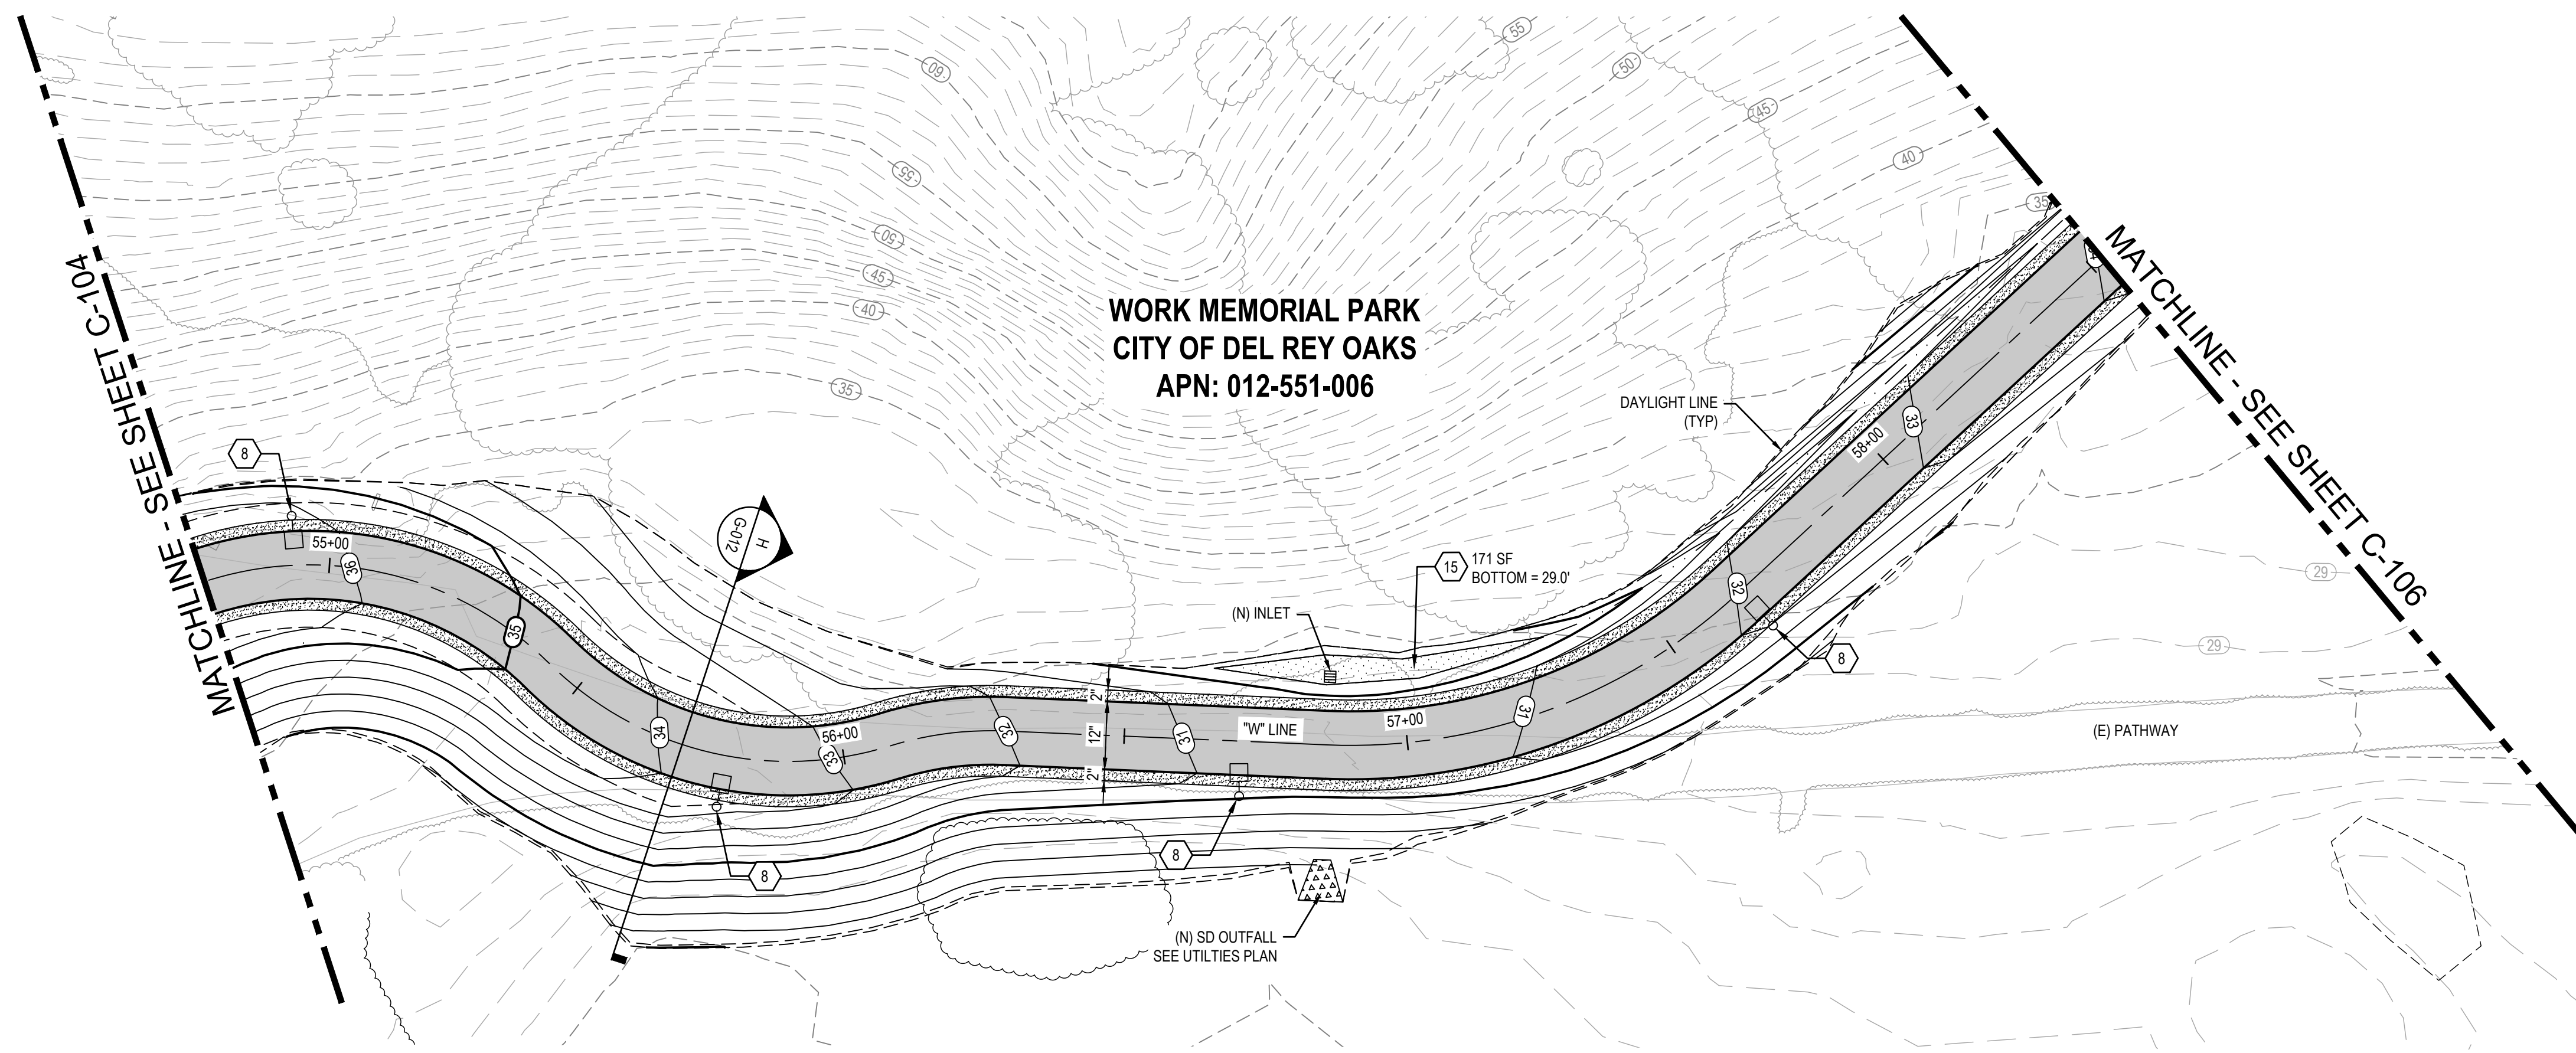 55
60
50
45
55
40
50
35
45
40
35
MATCHLINE - SEE SHEET C-104
MATCHLINE - SEE SHEET C-106
WORK MEMORIAL PARK
CITY OF DEL REY OAKS
APN: 012-551-006
DAYLIGHT LINE
(TYP)
33
58+00
8
55+00
36
G-012
H
15
171 SF
BOTTOM = 29.0'
29
32
(N) INLET
35
29
8
2"
34
56+00
33
32
12"
31
"W" LINE
57+00
31
(E) PATHWAY
2"
8
8
(N) SD OUTFALL
SEE UTILTIES PLAN